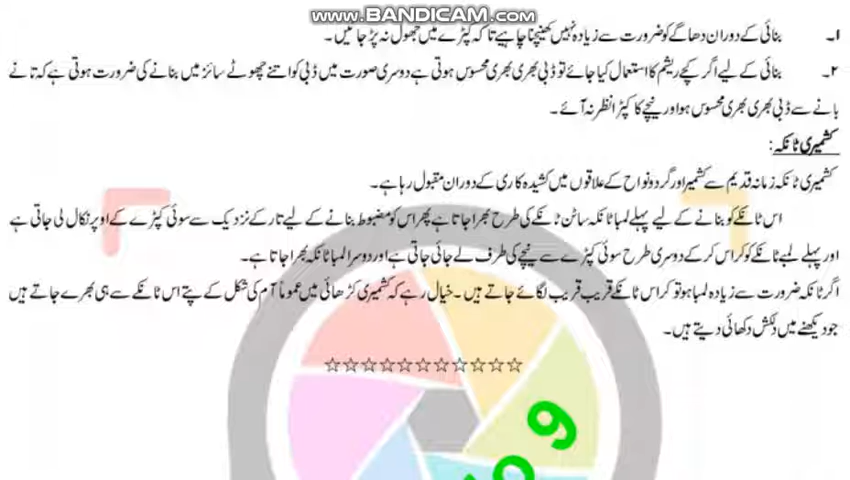 www.BANDICAM.com
۱۔ بنائی کے دوران دھاگے کو ضرورت سے زیادہ نہیں کھینچنا چاہیے تاکہ کپڑے میں جھول نہ پڑ جائیں۔
۲۔ بنائی کے لیے اگر کچے ریشم کا استعمال کیا جائے تو ڈبی بھری بھری محسوس ہوتی ہے دوسری صورت میں ڈبی کو اتنے چھوٹے سائز میں بنانے کی ضرورت ہوتی ہے کہ تانے
بانے سے ڈبی بھری بھری محسوس ہو اور نیچے کا کپڑا نظر نہ آئے۔
کشمیری ٹانکہ:
کشمیری ٹانکہ زمانہ قدیم سے کشمیر اور گردونواح کے علاقوں میں کشیدہ کاری کے دوران مقبول رہا ہے۔
اس ٹانکے کو بنانے کے لیے پہلے لمبا ٹانکہ ساٹن ٹانکے کی طرح بھرا جاتا ہے پھر اس کو مضبوط بنانے کے لیے تار کے نزدیک سے سوئی کپڑے کے اوپر نکال لی جاتی ہے
اور پہلے لمبے ٹانکے کو کراس کر کے دوسری طرح سوئی کپڑے سے نیچے کی طرف لے جائی جاتی ہے اور دوسرا لمبا ٹانکہ بھرا جاتا ہے۔
اگر ٹانکہ ضرورت سے زیادہ لمبا ہو تو کراس ٹانکے قریب قریب لگائے جاتے ہیں۔ خیال رہے کہ کشمیری کڑھائی میں عموماً آم کی شکل کے پتے اس ٹانکے سے ہی بھرے جاتے ہیں
جو دیکھنے میں دلکش دکھائی دیتے ہیں۔
☆☆☆☆☆☆☆☆☆☆☆